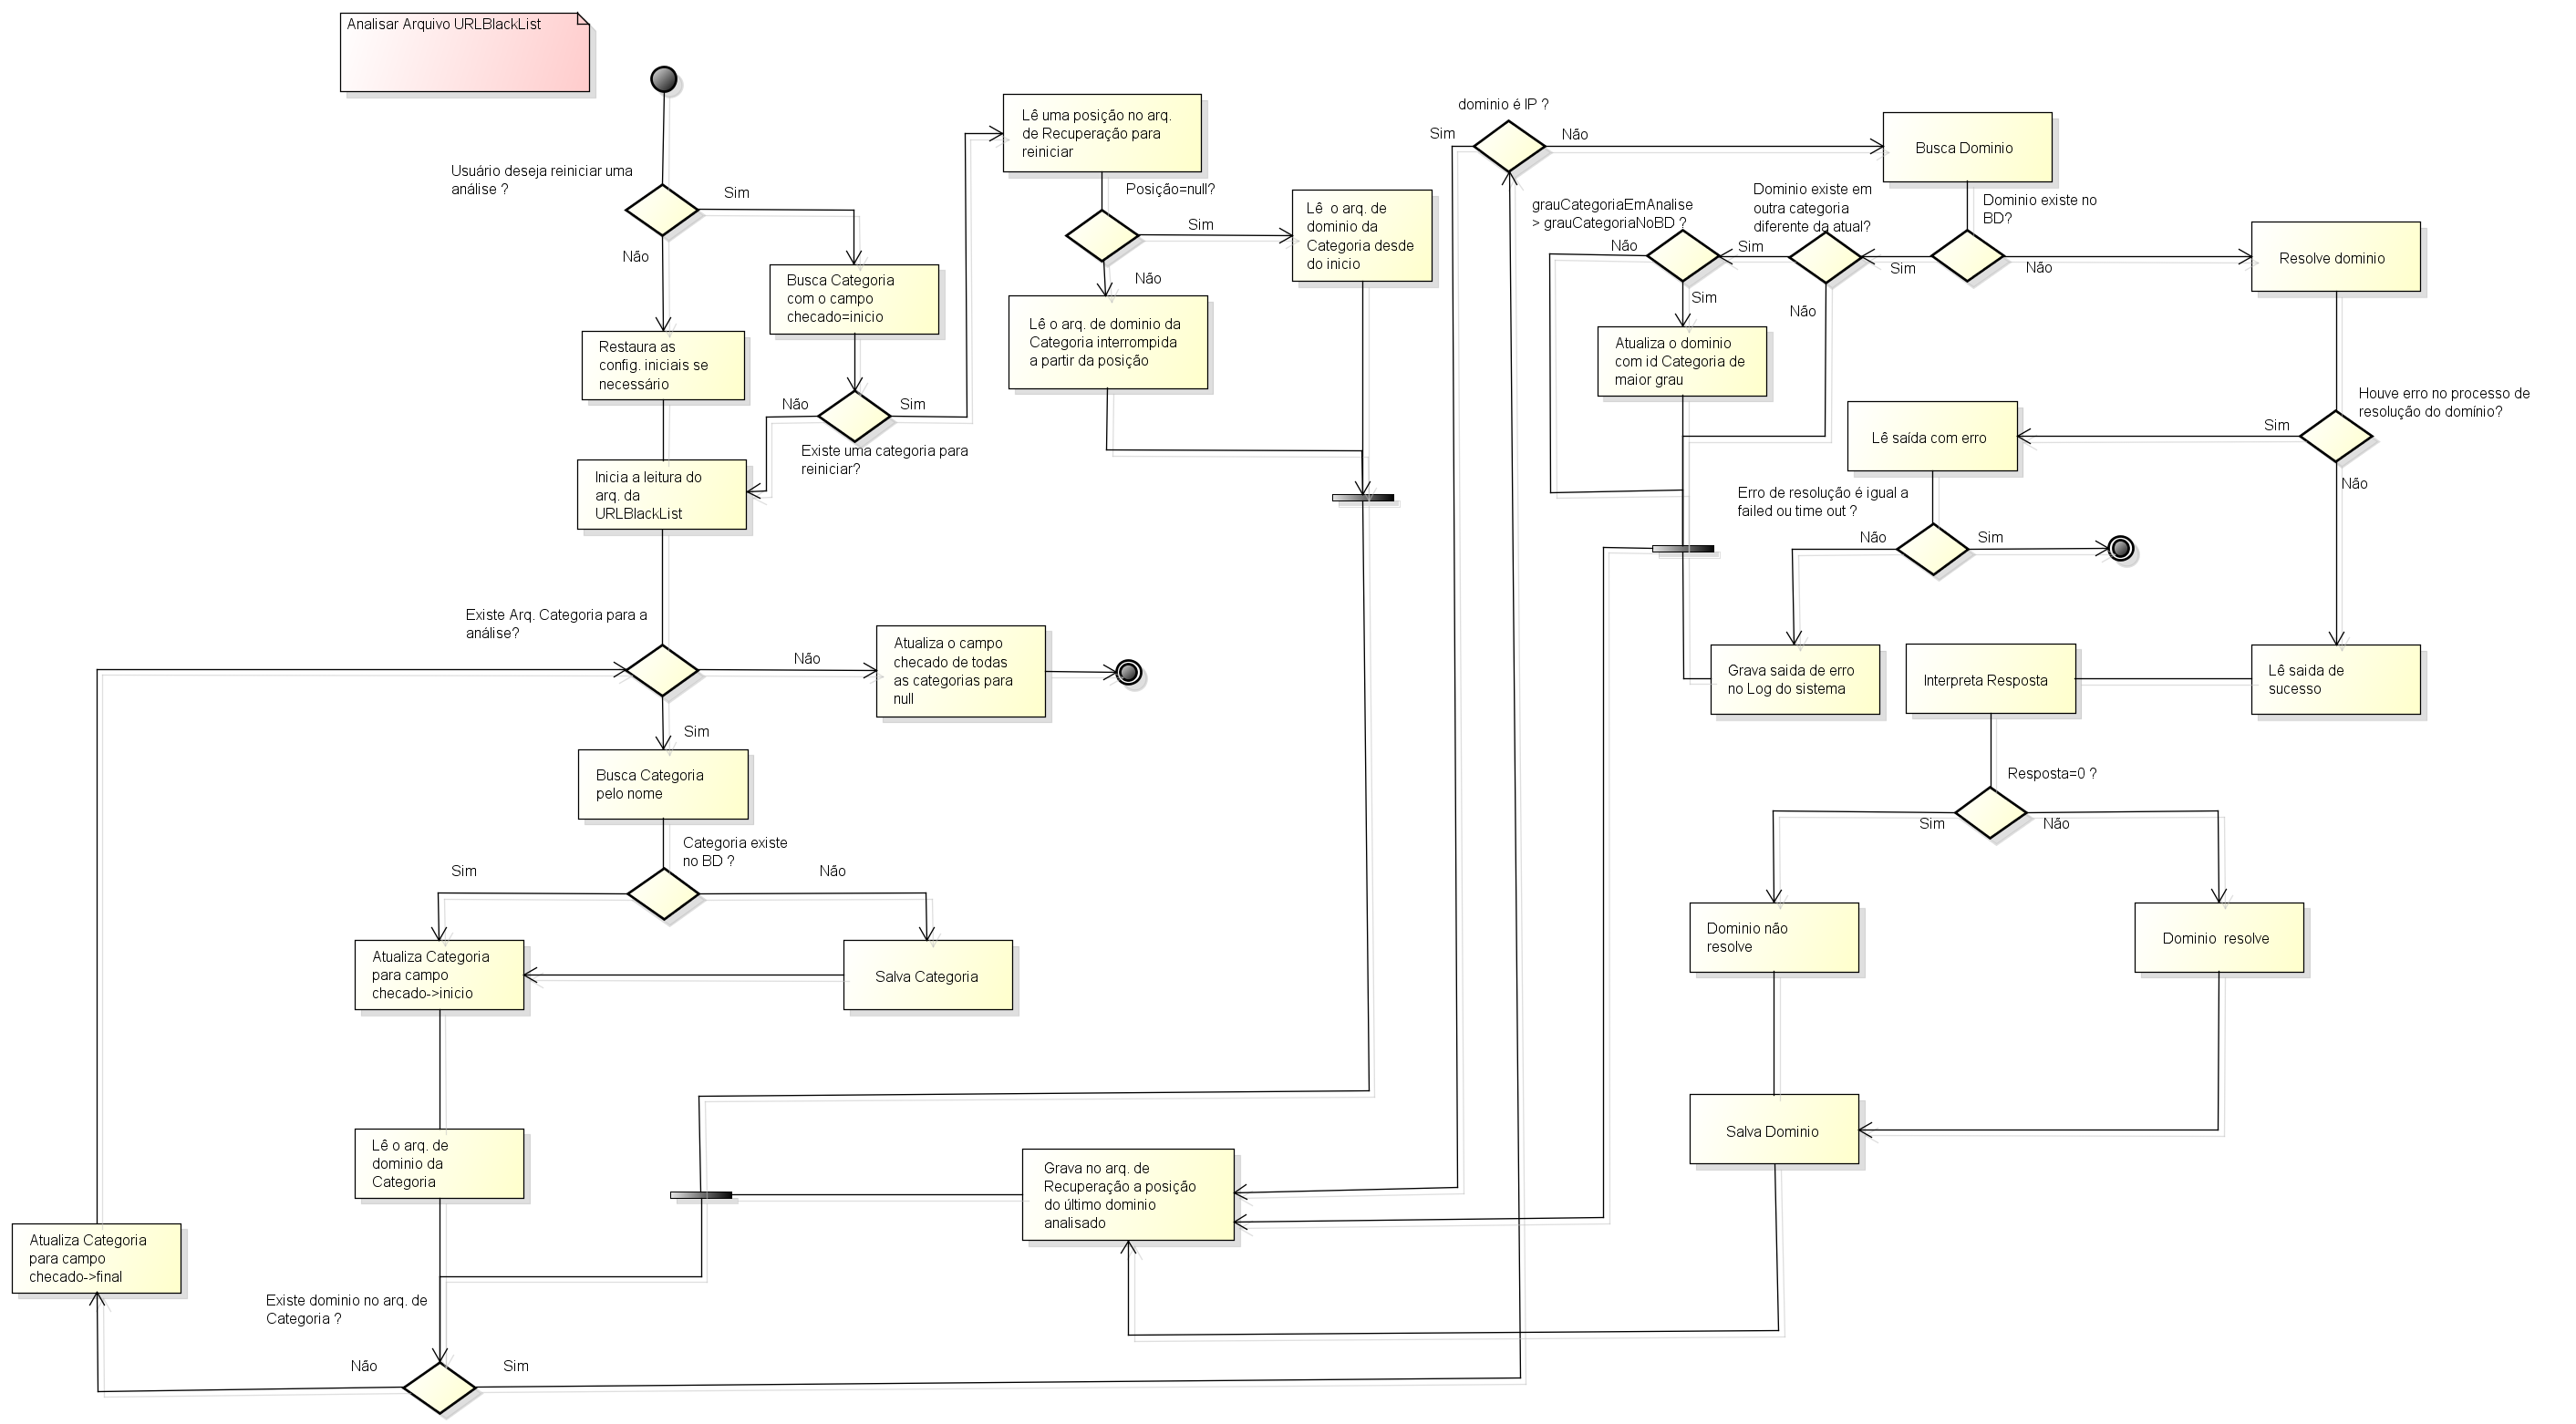 Analisar Arquivo URLBlackList
Usuário deseja reiniciar uma
análise ?
Sim
Não
Busca Categoria
com o campo
checado=inicio
Restaura as
config. iniciais se
necessário
Não
Sim
Existe uma categoria para
reiniciar?
Inicia a leitura do
arq. da
URLBlackList
Lê uma posição no arq.
de Recuperação para
reiniciar
Posição=null?
Sim
Não
Lê  o arq. de
dominio da
Categoria desde
do inicio
Lê o arq. de dominio da
Categoria interrompida
a partir da posição
Existe Arq. Categoria para a
análise?
Não
Atualiza o campo
checado de todas
as categorias para
null
Sim
Busca Categoria
pelo nome
Categoria existe
no BD ?
Sim
Não
Atualiza Categoria
para campo
checado->inicio
Salva Categoria
Lê o arq. de
dominio da
Categoria
Atualiza Categoria
para campo
checado->final
Existe dominio no arq. de
Categoria ?
Não
Sim
Grava no arq. de
Recuperação a posição
do último dominio
analisado
dominio é IP ?
Sim
Não
Busca Dominio
Dominio existe no
BD?
Sim
Não
Dominio existe em
outra categoria
diferente da atual?
Sim
Não
grauCategoriaEmAnalise
> grauCategoriaNoBD ?
Não
Sim
Atualiza o dominio
com id Categoria de
maior grau
Resolve dominio
Houve erro no processo de
resolução do domínio?
Sim
Não
Lê saída com erro
Erro de resolução é igual a
failed ou time out ?
Não
Sim
Grava saida de erro
no Log do sistema
Interpreta Resposta
Lê saida de
sucesso
Resposta=0 ?
Sim
Não
Dominio não
resolve
Dominio  resolve
Salva Dominio